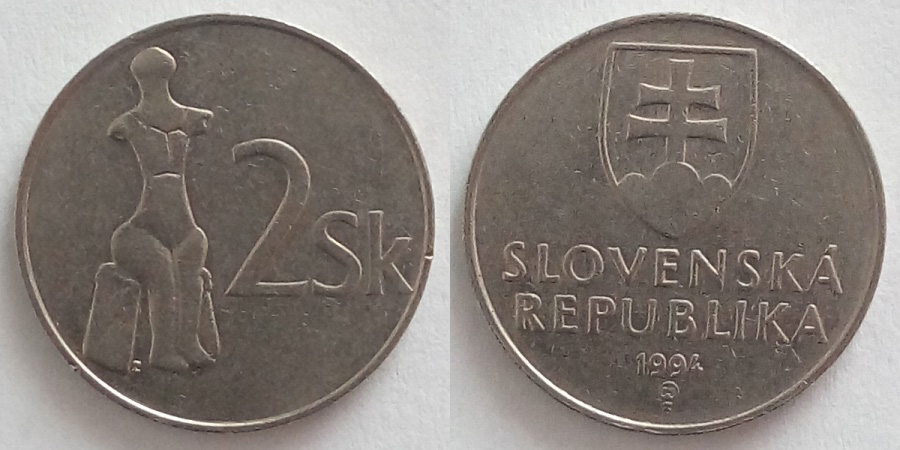 2 Sk
SLOVENSKÁ
REPUBLIKA
1994